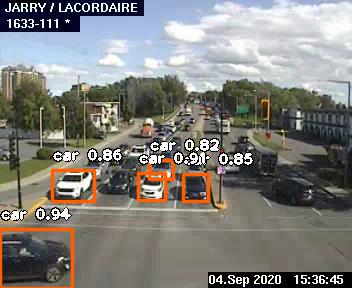 JARRY / LACORDAIRE
1633-111 *
car 0.82
car 0.86
car 0.91
0.85
car 0.94
04.Sep 2020 15:36:45